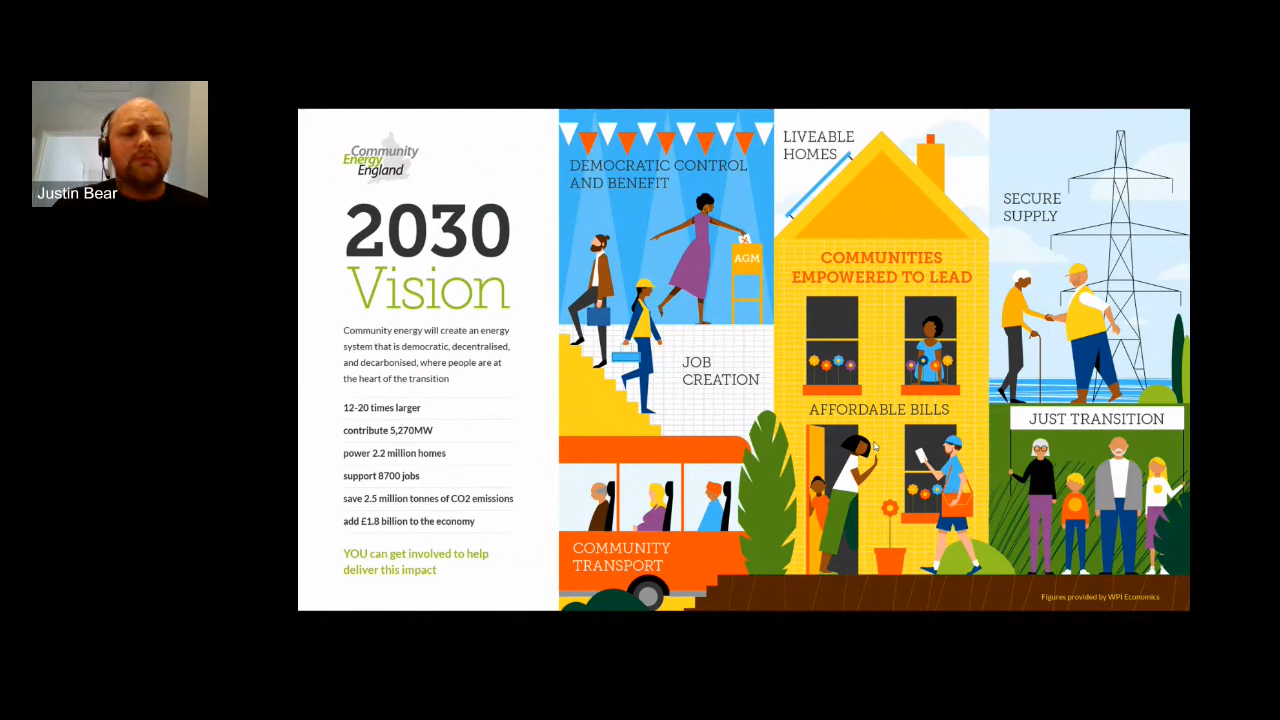 Justin Bear
Community
Energy
England
2030
Vision
Community energy will create an energy
system that is democratic, decentralised,
and decarbonised, where people are at
the heart of the transition
12-20 times larger
contribute 5,270MW
power 2.2 million homes
support 8700 jobs
save 2.5 million tonnes of CO2 emissions
add £1.8 billion to the economy
YOU can get involved to help
deliver this impact
DEMOCRATIC CONTROL
AND BENEFIT
AGM
JOB
CREATION
COMMUNITY
TRANSPORT
LIVEABLE
HOMES
COMMUNITIES
EMPOWERED TO LEAD
AFFORDABLE BILLS
SECURE
SUPPLY
JUST TRANSITION
Figures provided by WPI Economics